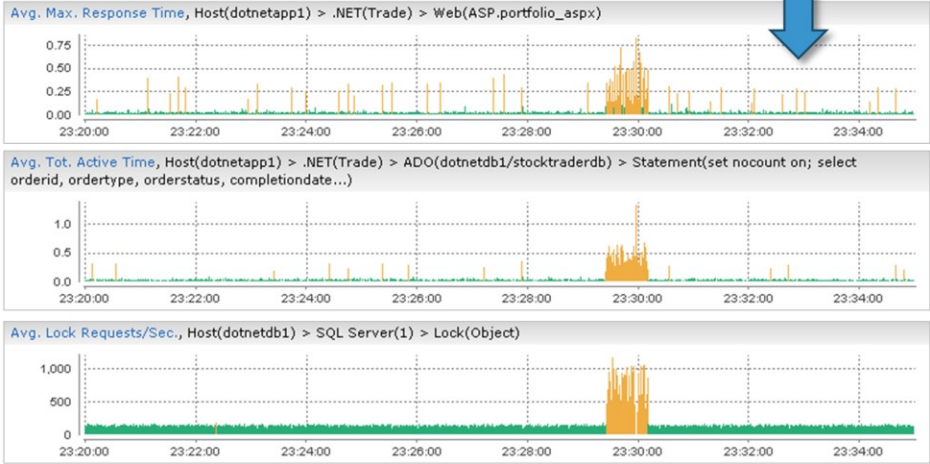 Avg. Max. Response Time, Host(dotnetapp1) > .NET(Trade) > Web(ASP.portfolio_aspx)
0.75
0.50
0.25
0.00
23:20:00 23:22:00 23:24:00 23:26:00 23:28:00 23:30:00 23:32:00 23:34:00
Avg. Tot. Active Time, Host(dotnetapp1) > .NET(Trade) > ADO(dotnetdb1/stocktraderdb) > Statement(set nocount on; select
orderid, ordertype, orderstatus, completiondate...)
1.0
0.5
0.0
23:20:00 23:22:00 23:24:00 23:26:00 23:28:00 23:30:00 23:32:00 23:34:00
Avg. Lock Requests/Sec., Host(dotnetdb1) > SQL Server(1) > Lock(Object)
1,000
500
0
23:20:00 23:22:00 23:24:00 23:26:00 23:28:00 23:30:00 23:32:00 23:34:00